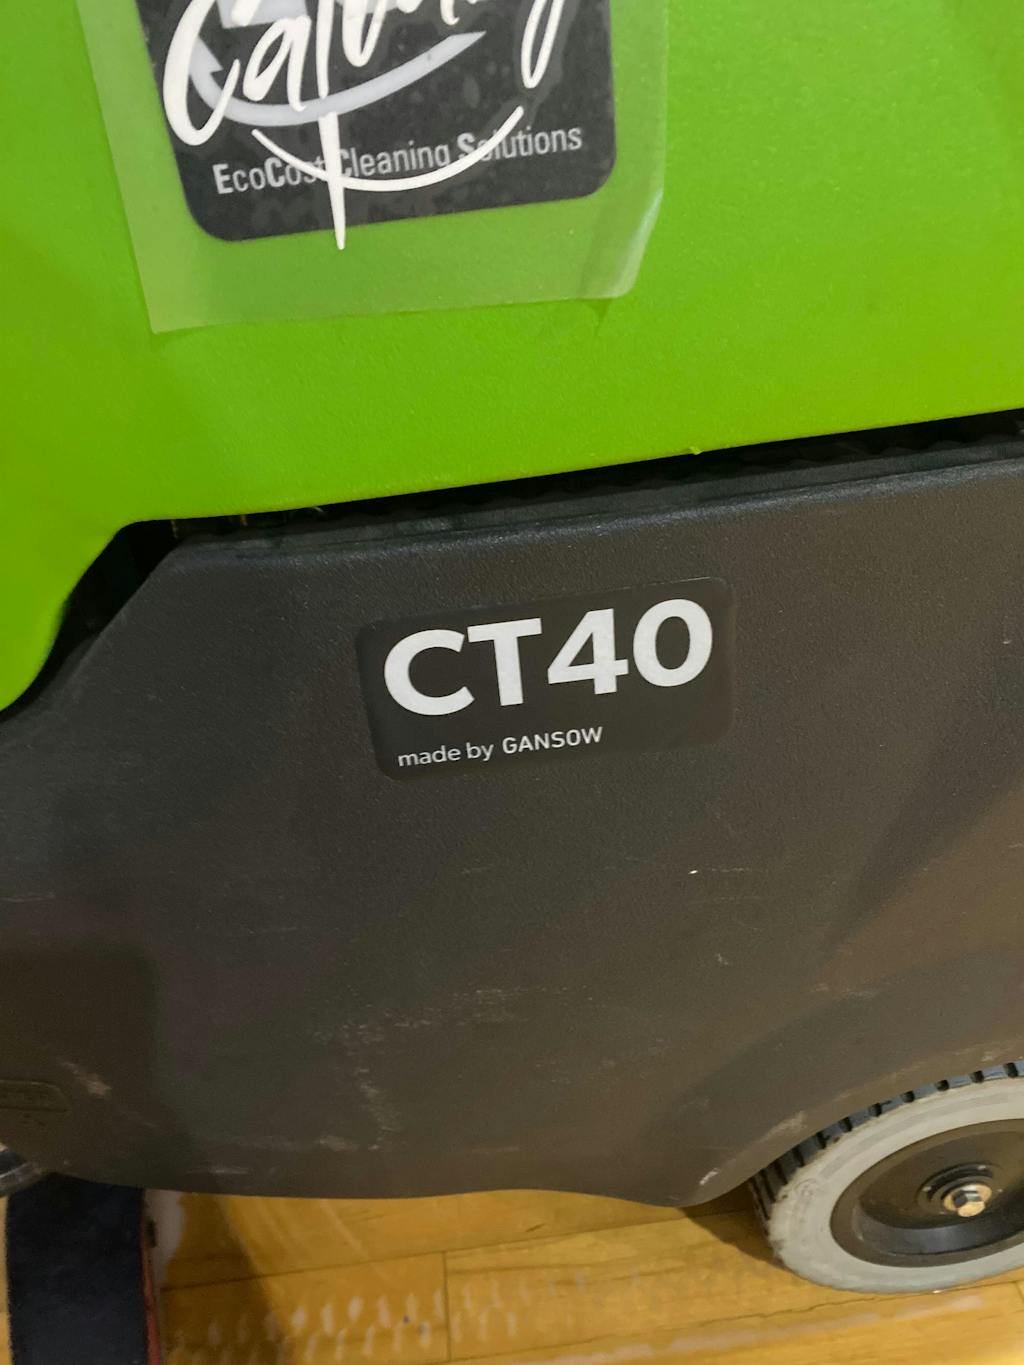 EcoCost Cleaning Solutions
CT40
made by GANSOW